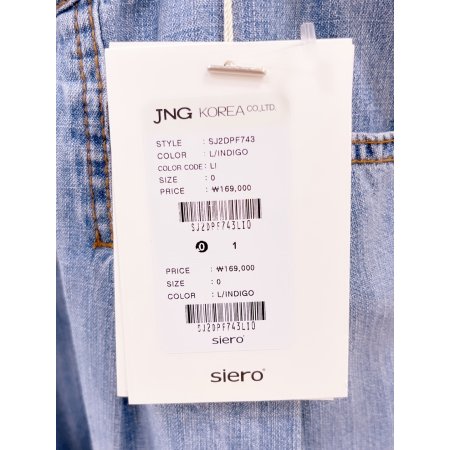 JNG KOREA CO.,LTD.
STYLE : SJ2DPF743
COLOR : L/INDIGO
COLOR CODE : LI
SIZE : 0
PRICE : ₩169,000
SJ2DPF743LI0
0 1
PRICE : ₩169,000
SIZE : 0
COLOR : L/INDIGO
SJ2DPF743LI0
siero®
siero®